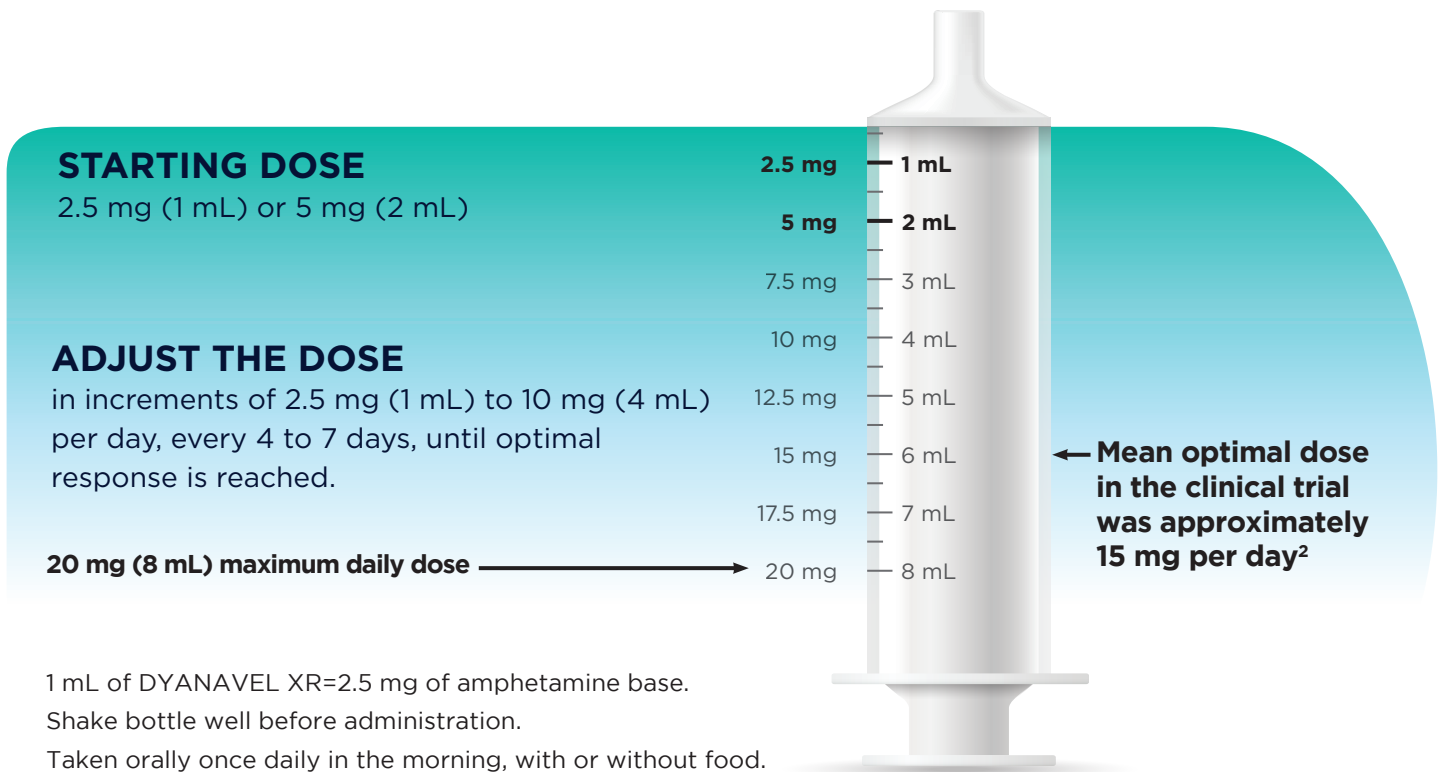 STARTING DOSE
2.5 mg (1 mL) or 5 mg (2 mL)
ADJUST THE DOSE
in increments of 2.5 mg (1 mL) to 10 mg (4 mL)
per day, every 4 to 7 days, until optimal
response is reached.
20 mg (8 mL) maximum daily dose
2.5 mg 1 mL
5 mg 2 mL
7.5 mg 3 mL
10 mg 4 mL
12.5 mg 5 mL
15 mg 6 mL
17.5 mg 7 mL
20 mg 8 mL
Mean optimal dose
in the clinical trial
was approximately
15 mg per day²
1 mL of DYANAVEL XR=2.5 mg of amphetamine base.
Shake bottle well before administration.
Taken orally once daily in the morning, with or without food.